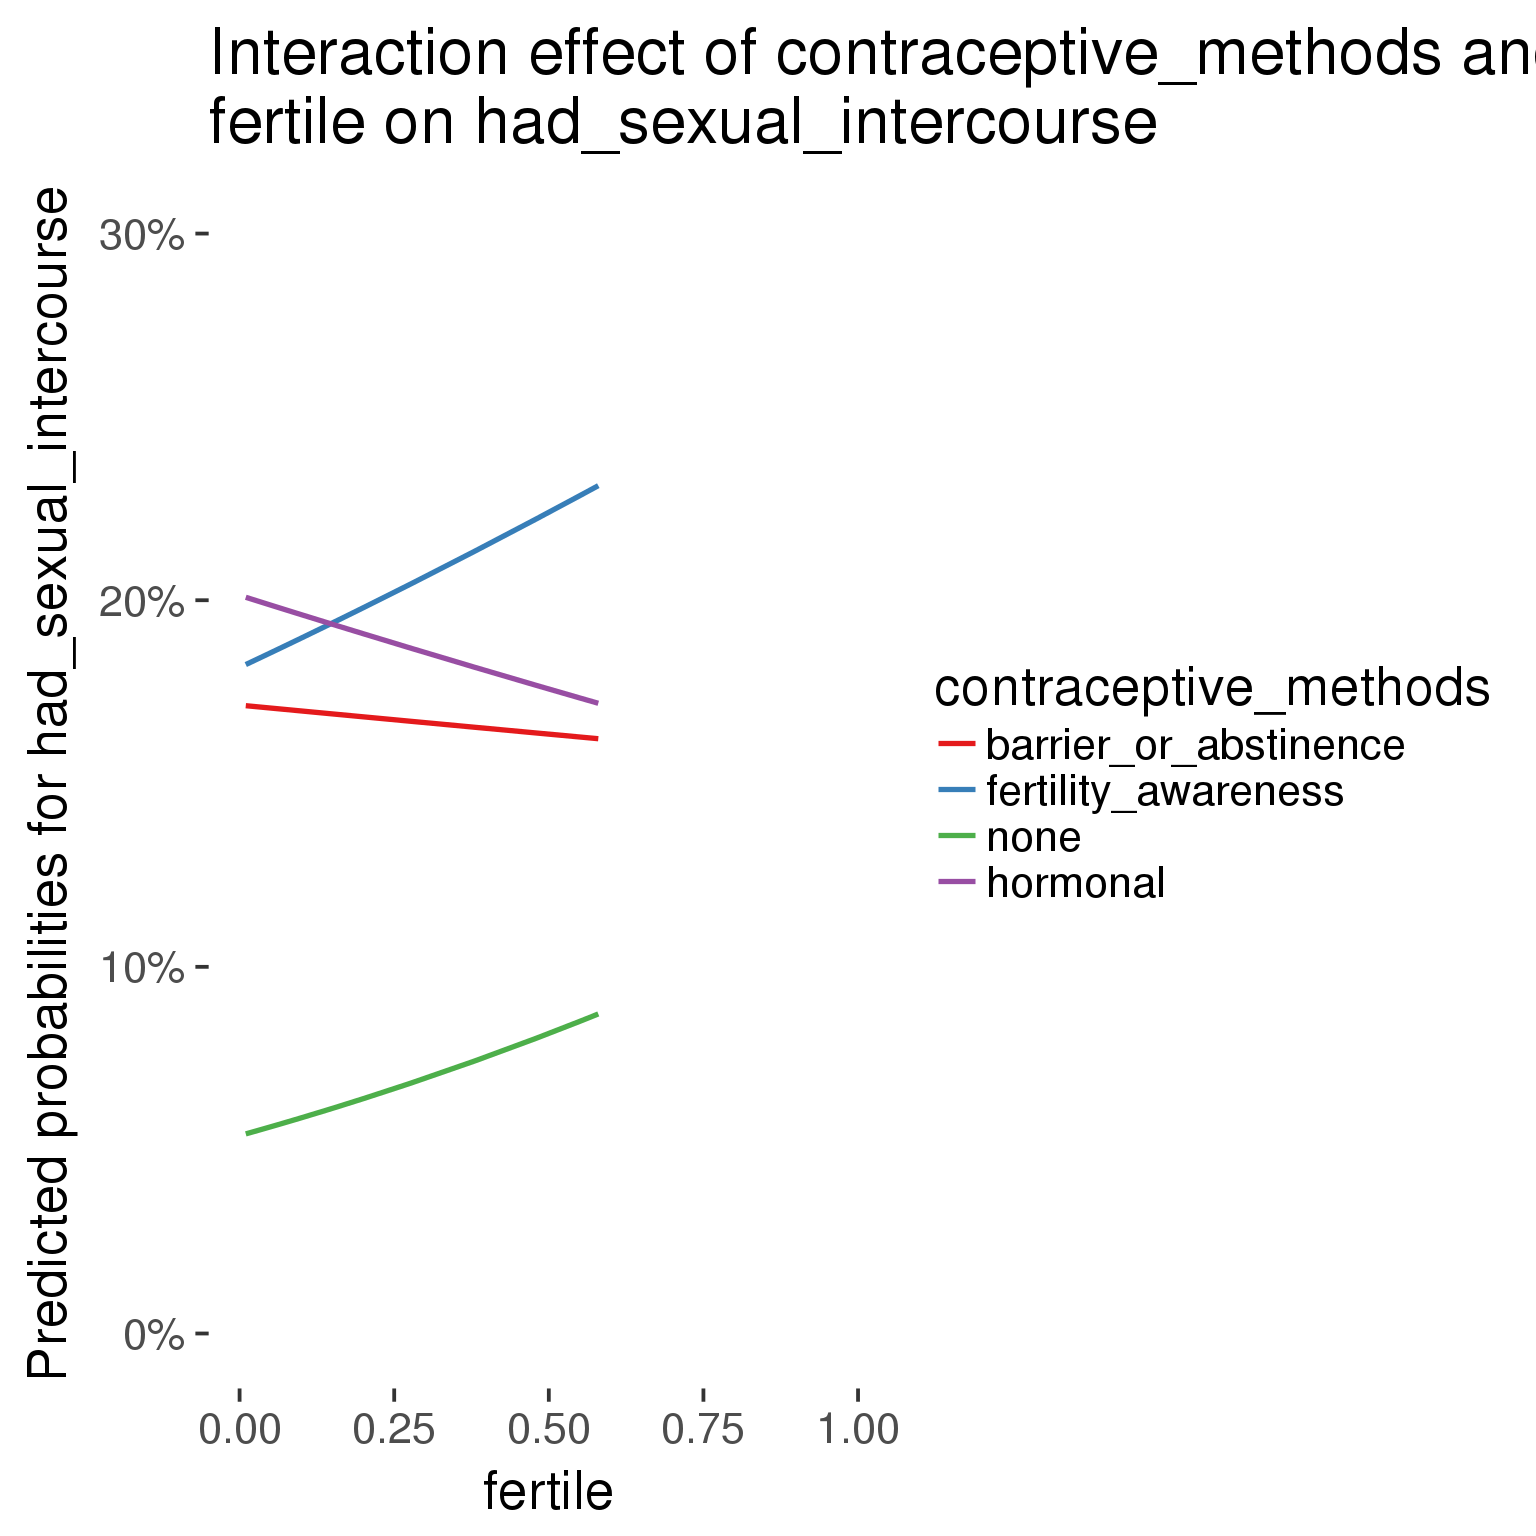 Interaction effect of contraceptive_methods an
fertile on had_sexual_intercourse
Predicted probabilities for had_sexual_intercourse
30%
20%
10%
0%
0.00 0.25 0.50 0.75 1.00
fertile
contraceptive_methods
barrier_or_abstinence
fertility_awareness
none
hormonal